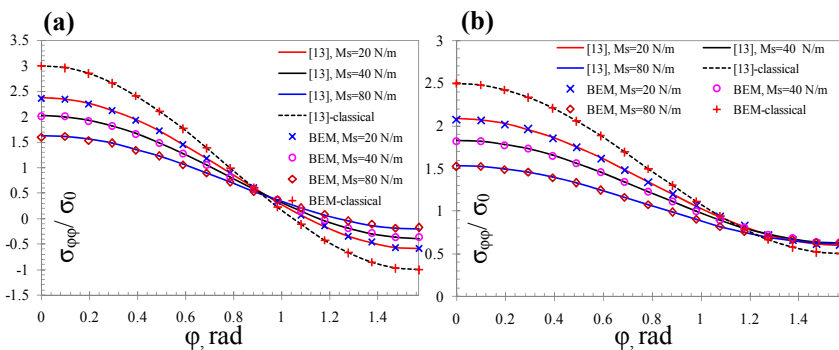 (a)
3.5
3
2.5
2
1.5
1
0.5
0
-0.5
-1
-1.5
σφφ/ σ0
[13], Ms=20 N/m
[13], Ms=40 N/m
[13], Ms=80 N/m
[13]-classical
BEM, Ms=20 N/m
BEM, Ms=40 N/m
BEM, Ms=80 N/m
BEM-classical
0 0.2 0.4 0.6 0.8 1 1.2 1.4
φ, rad
(b)
3
2.5
2
1.5
1
0.5
0
σφφ/ σ0
[13], Ms=20 N/m [13], Ms=40 N/m
[13], Ms=80 N/m [13]-classical
BEM, Ms=20 N/m BEM, Ms=40 N/m
BEM, Ms=80 N/m BEM-classical
0 0.2 0.4 0.6 0.8 1 1.2 1.4
φ, rad